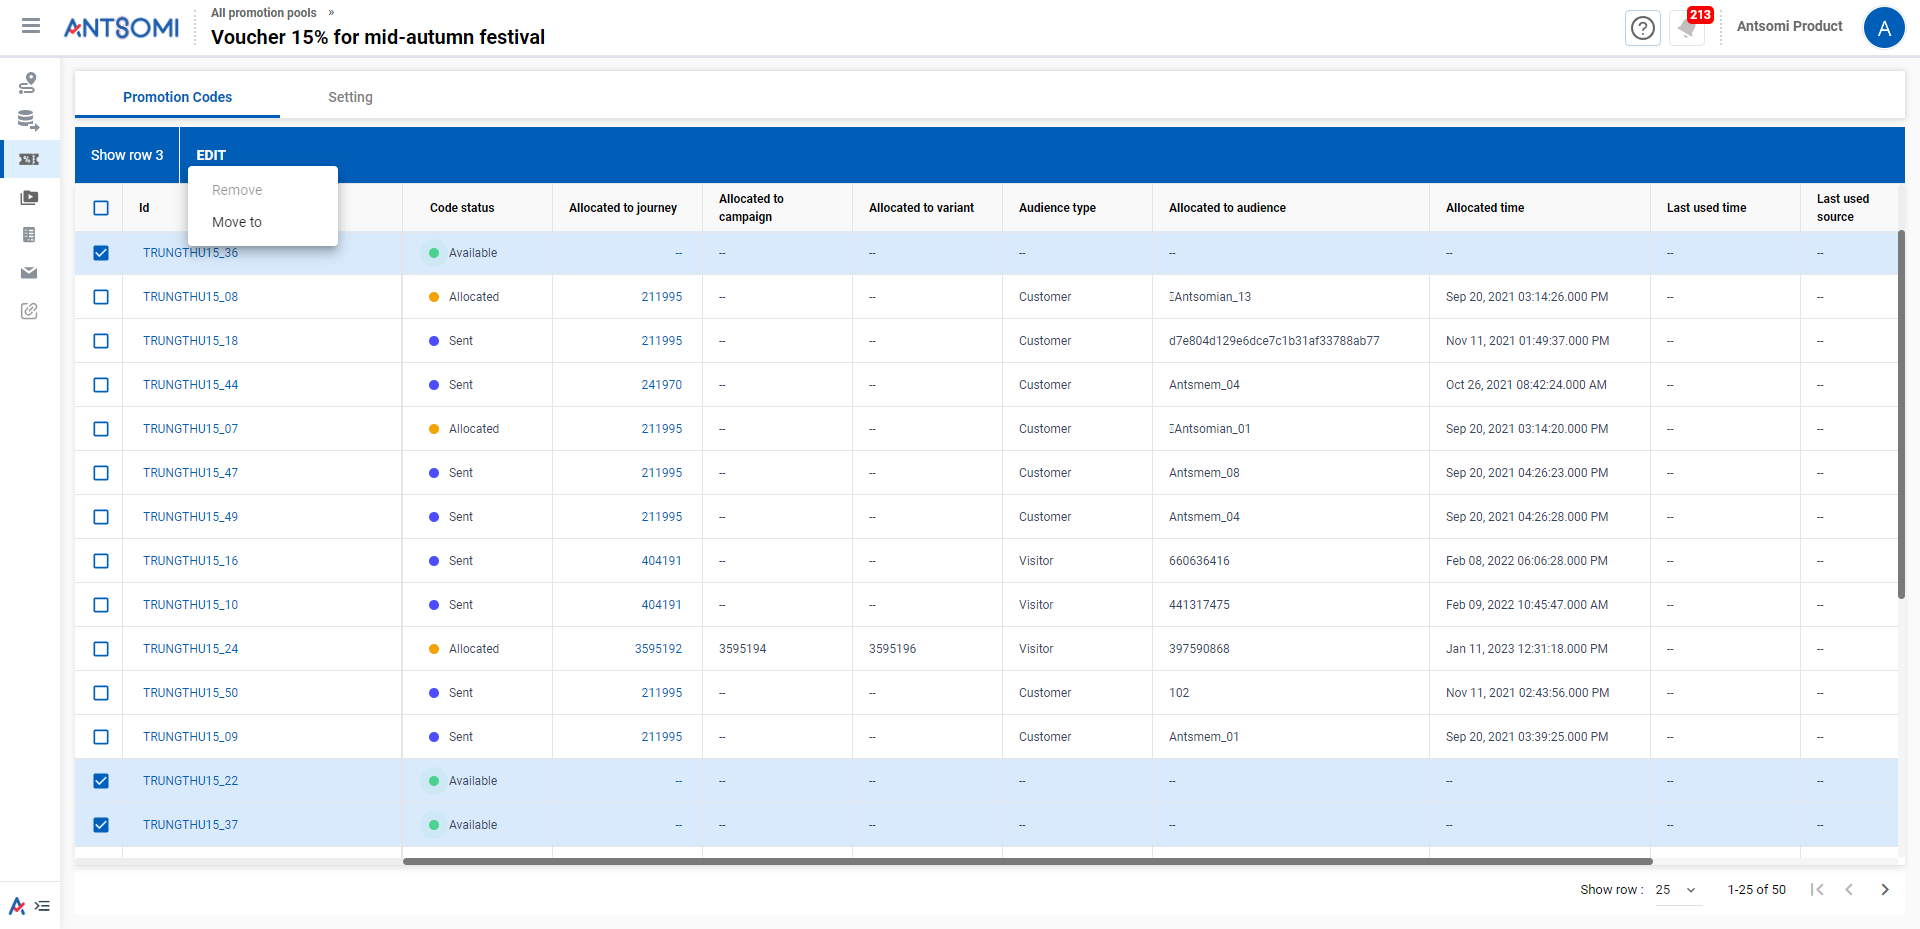 ANTSOMI
All promotion pools »
Voucher 15% for mid-autumn festival
213
Antsomi Product
A
Promotion Codes
Setting
Show row 3
EDIT
Remove
Move to
Id
Code status
Allocated to journey
Allocated to
campaign
Allocated to variant
Audience type
Allocated to audience
Allocated time
Last used time
Last used
source
TRUNGTHU15_36 Available -- -- -- -- -- -- -- --
TRUNGTHU15_08 Allocated 211995 -- -- Customer Antsomian_13 Sep 20, 2021 03:14:26.000 PM -- --
TRUNGTHU15_18 Sent 211995 -- -- Customer d7e804d129e6dce7c1b31af33788ab77 Nov 11, 2021 01:49:37.000 PM -- --
TRUNGTHU15_44 Sent 241970 -- -- Customer Antsmem_04 Oct 26, 2021 08:42:24.000 AM -- --
TRUNGTHU15_07 Allocated 211995 -- -- Customer Antsomian_01 Sep 20, 2021 03:14:20.000 PM -- --
TRUNGTHU15_47 Sent 211995 -- -- Customer Antsmem_08 Sep 20, 2021 04:26:23.000 PM -- --
TRUNGTHU15_49 Sent 211995 -- -- Customer Antsmem_04 Sep 20, 2021 04:26:28.000 PM -- --
TRUNGTHU15_16 Sent 404191 -- -- Visitor 660636416 Feb 08, 2022 06:06:28.000 PM -- --
TRUNGTHU15_10 Sent 404191 -- -- Visitor 441317475 Feb 09, 2022 10:45:47.000 AM -- --
TRUNGTHU15_24 Allocated 3595192 3595194 3595196 Visitor 397590868 Jan 11, 2023 12:31:18.000 PM -- --
TRUNGTHU15_50 Sent 211995 -- -- Customer 102 Nov 11, 2021 02:43:56.000 PM -- --
TRUNGTHU15_09 Sent 211995 -- -- Customer Antsmem_01 Sep 20, 2021 03:39:25.000 PM -- --
TRUNGTHU15_22 Available -- -- -- -- -- -- -- --
TRUNGTHU15_37 Available -- -- -- -- -- -- -- --
Show row : 25 1-25 of 50